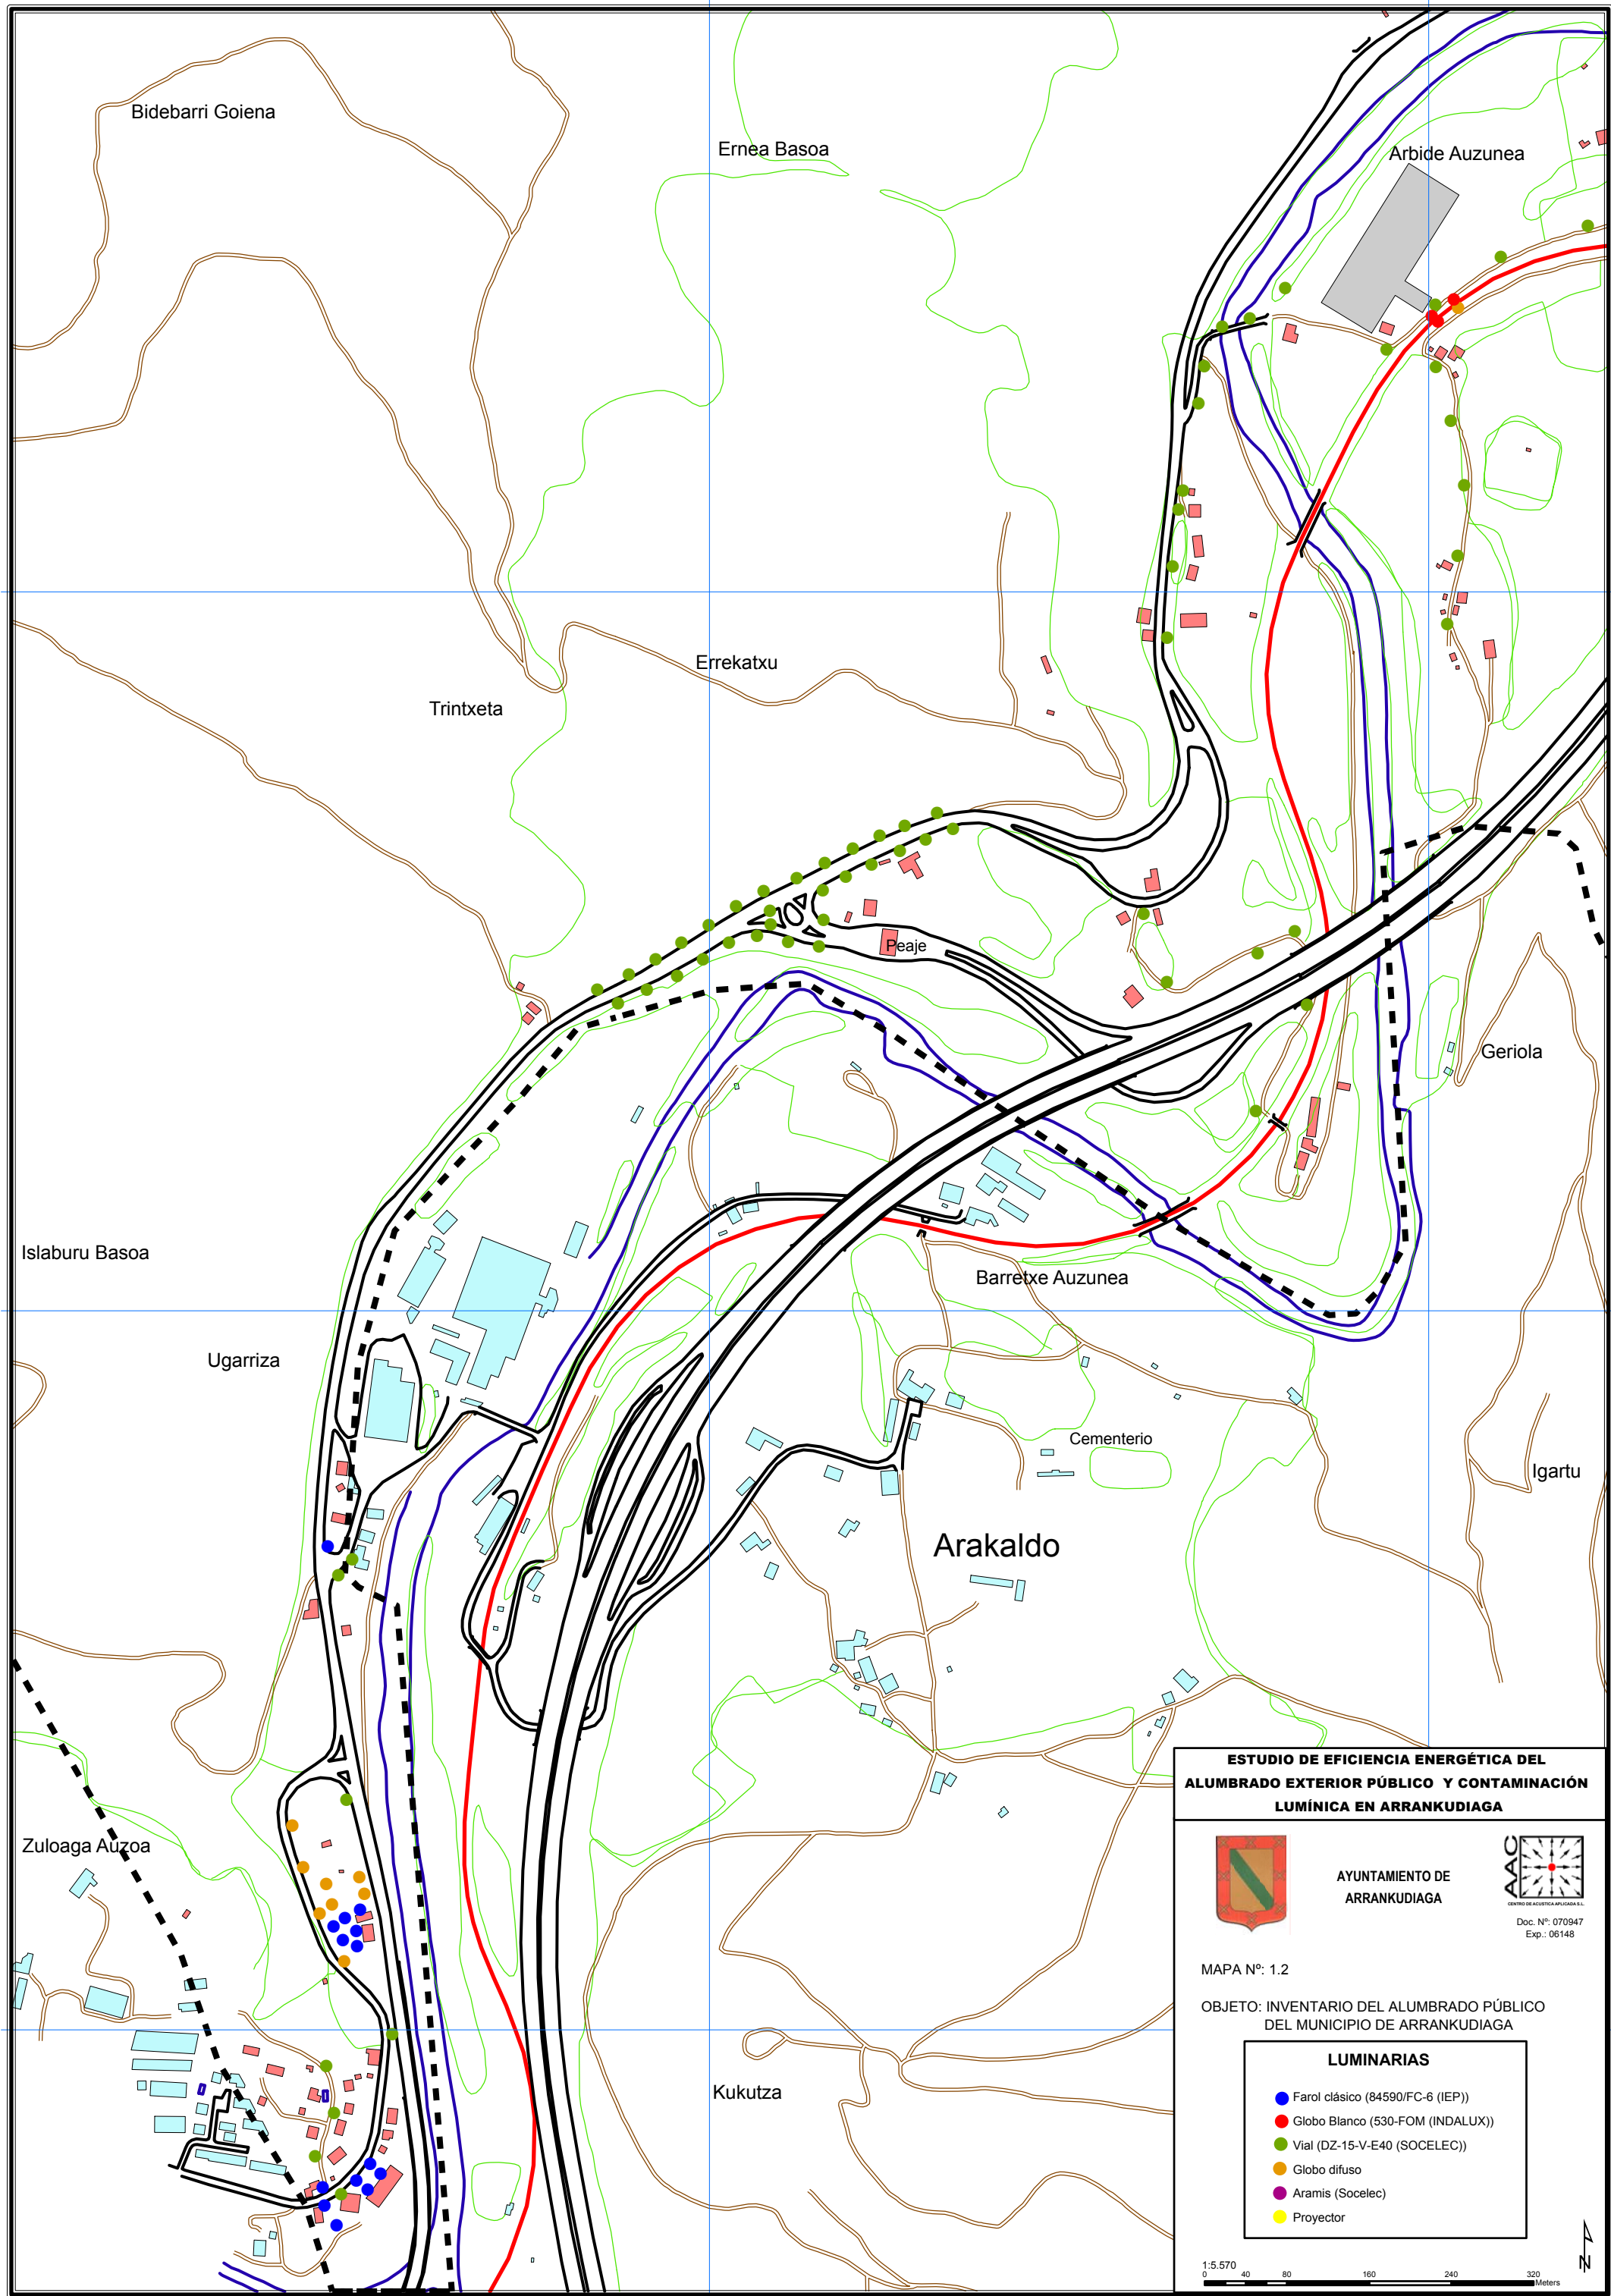 Bidebarri Goiena
Ernea Basoa
Arbide Auzunea
Errekatxu
Trintxeta
Peaje
Geriola
Islaburu Basoa
Barretxe Auzunea
Ugarriza
Cementerio
Igartu
Arakaldo
Zuloaga Auzoa
Kukutza
ESTUDIO DE EFICIENCIA ENERGÉTICA DEL
ALUMBRADO EXTERIOR PÚBLICO Y CONTAMINACIÓN
LUMÍNICA EN ARRANKUDIAGA
AYUNTAMIENTO DE
ARRANKUDIAGA
AAC
CENTRO DE ACUSTICA APLICADA S.L.
Doc. Nº: 070947
Exp.: 06148
MAPA Nº: 1.2
OBJETO: INVENTARIO DEL ALUMBRADO PÚBLICO
DEL MUNICIPIO DE ARRANKUDIAGA
LUMINARIAS
Farol clásico (84590/FC-6 (IEP))
Globo Blanco (530-FOM (INDALUX))
Vial (DZ-15-V-E40 (SOCELEC))
Globo difuso
Aramis (Socelec)
Proyector
1:5.570
0 40 80 160 240 320
Meters
N